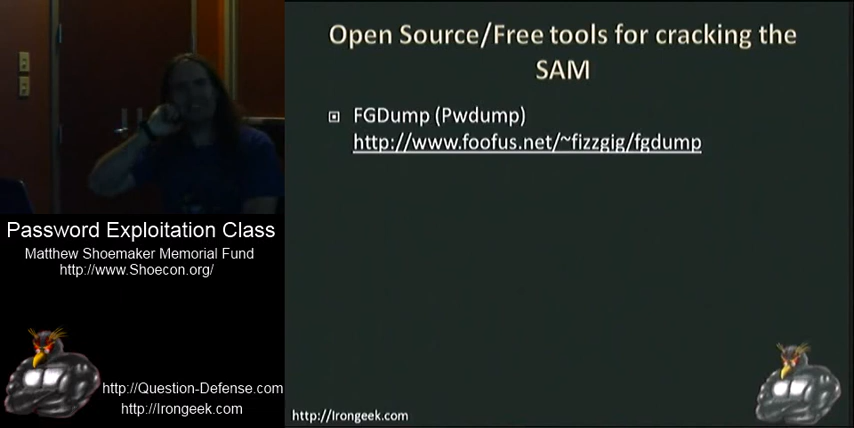 Open Source/Free tools for cracking the
SAM
FGDump (Pwdump)
http://www.foofus.net/~fizzgig/fgdump
Password Exploitation Class
Matthew Shoemaker Memorial Fund
http://www.Shoecon.org/
http://Question-Defense.com
http://Irongeek.com
http://Irongeek.com